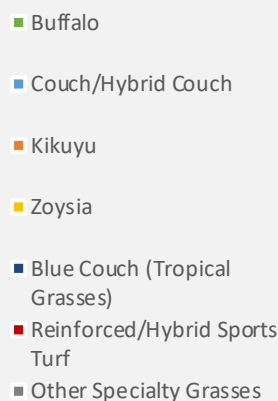 Buffalo
Couch/Hybrid Couch
Kikuyu
Zoysia
Blue Couch (Tropical
Grasses)
Reinforced/Hybrid Sports
Turf
Other Specialty Grasses